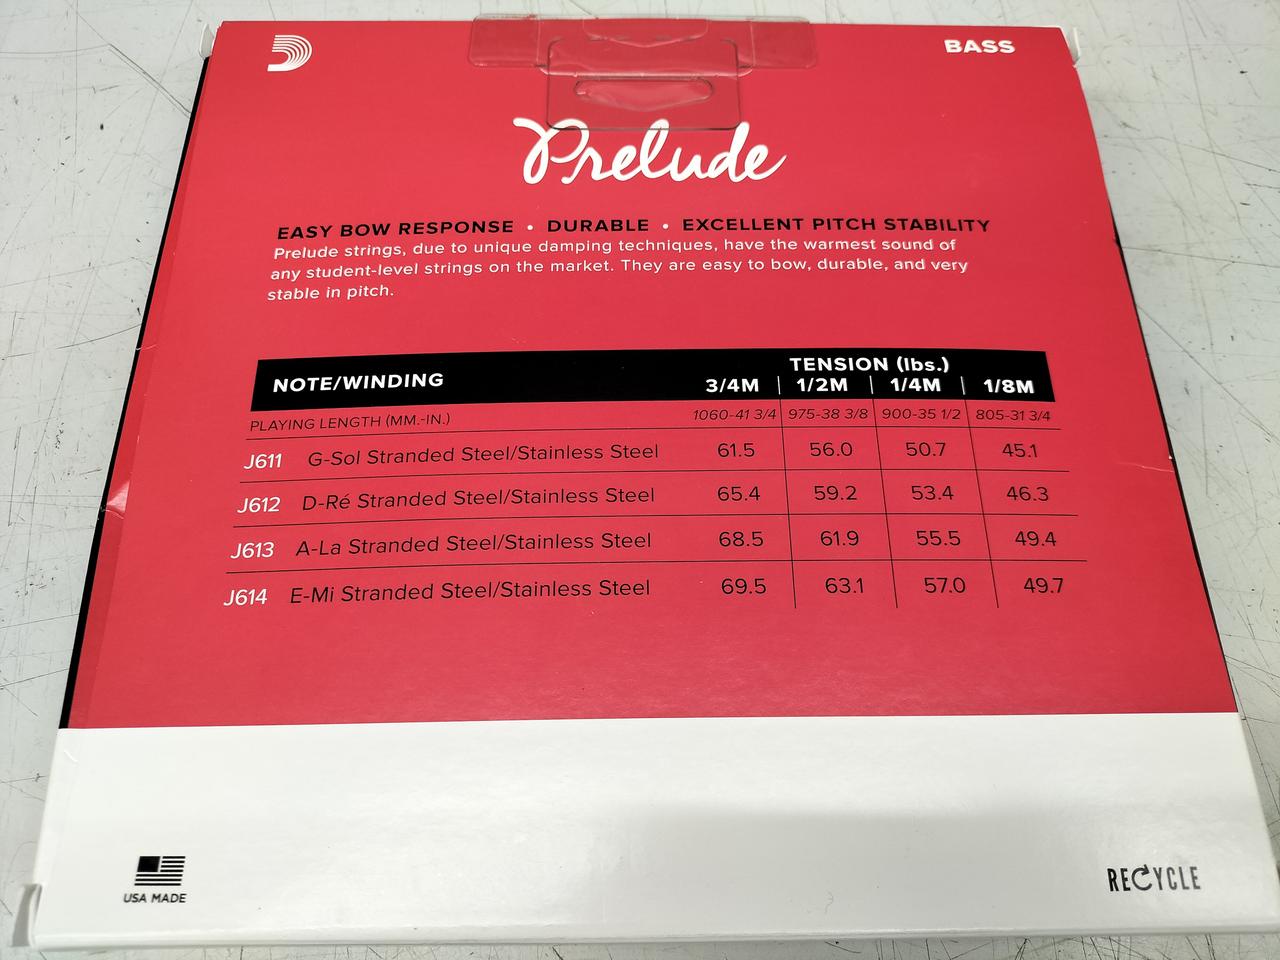 BASS
Prelude
EASY BOW RESPONSE • DURABLE • EXCELLENT PITCH STABILITY
Prelude strings, due to unique damping techniques, have the warmest sound of
any student-level strings on the market. They are easy to bow, durable, and very
stable in pitch.
TENSION (lbs.)
NOTE/WINDING 3/4M | 1/2M | 1/4M | 1/8M
PLAYING LENGTH (MM.-IN.) 1060-41 3/4 975-38 3/8 900-35 1/2 805-31 3/4
J611 G-Sol Stranded Steel/Stainless Steel 61.5 56.0 50.7 45.1
J612 D-Ré Stranded Steel/Stainless Steel 65.4 59.2 53.4 46.3
J613 A-La Stranded Steel/Stainless Steel 68.5 61.9 55.5 49.4
J614 E-Mi Stranded Steel/Stainless Steel 69.5 63.1 57.0 49.7
USA MADE
RECYCLE